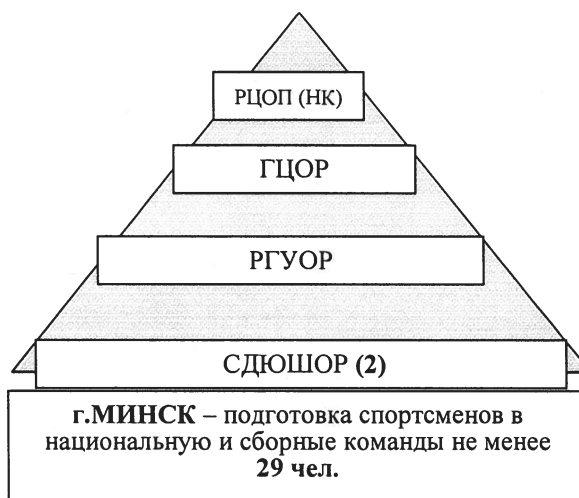 РЦОП (НК)
ГЦОР
РГУОР
СДЮШОР (2)
г.МИНСК – подготовка спортсменов в
национальную и сборные команды не менее
29 чел.